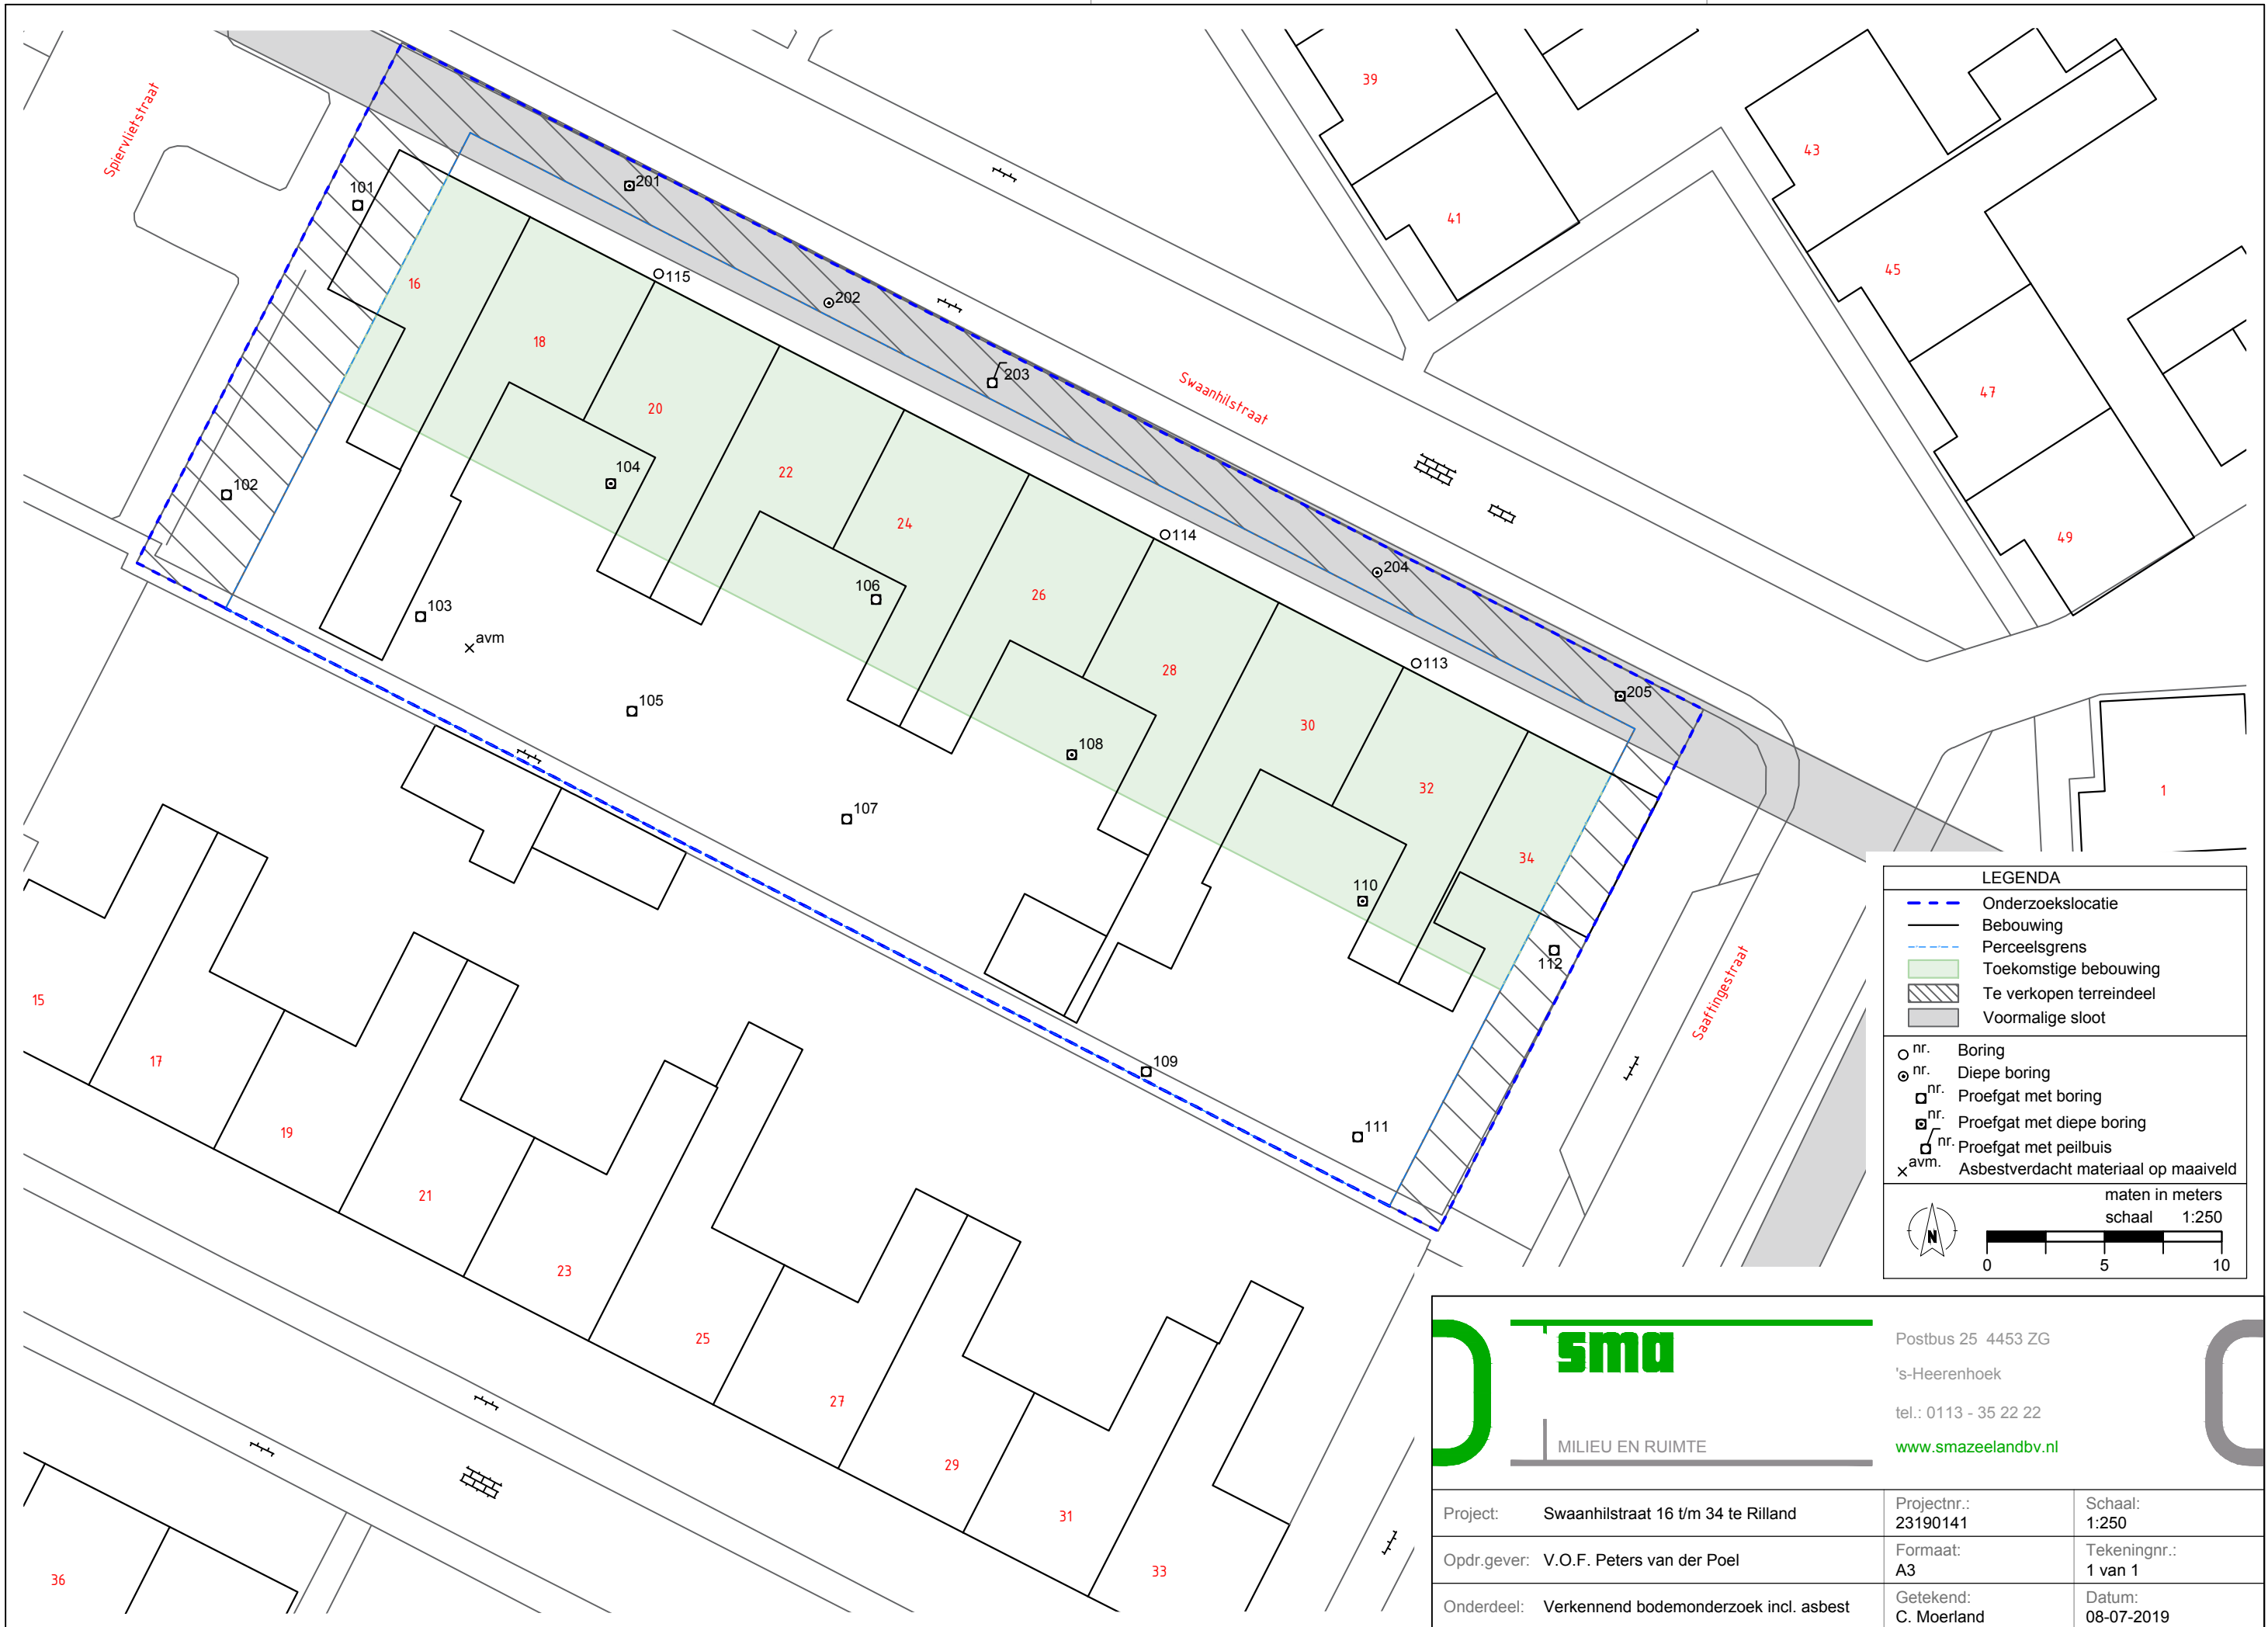 Spiervlietstraat
39
43
41
45
47
49
101
201
115
202
16
18
203
20
Swaanhilstraat
22
104
102
24
114
204
106
26
103
avm
28
113
205
105
30
108
32
1
107
34
110
112
Saaftingestraat
15
17
109
19
111
21
23
25
27
29
31
33
36
LEGENDA
Onderzoekslocatie
Bebouwing
Perceelsgrens
Toekomstige bebouwing
Te verkopen terreindeel
Voormalige sloot
nr. Boring
nr. Diepe boring
nr. Proefgat met boring
nr. Proefgat met diepe boring
nr. Proefgat met peilbuis
avm. Asbestverdacht materiaal op maaiveld
maten in meters
schaal 1:250
N
0 5 10
sma
MILIEU EN RUIMTE
Postbus 25 4453 ZG
's-Heerenhoek
tel.: 0113 - 35 22 22
www.smazeelandbv.nl
Project: Swaanhilstraat 16 t/m 34 te Rilland
Projectnr.: 23190141
Schaal: 1:250
Opdr.gever: V.O.F. Peters van der Poel
Formaat: A3
Tekeningnr.: 1 van 1
Onderdeel: Verkennend bodemonderzoek incl. asbest
Getekend: C. Moerland
Datum: 08-07-2019